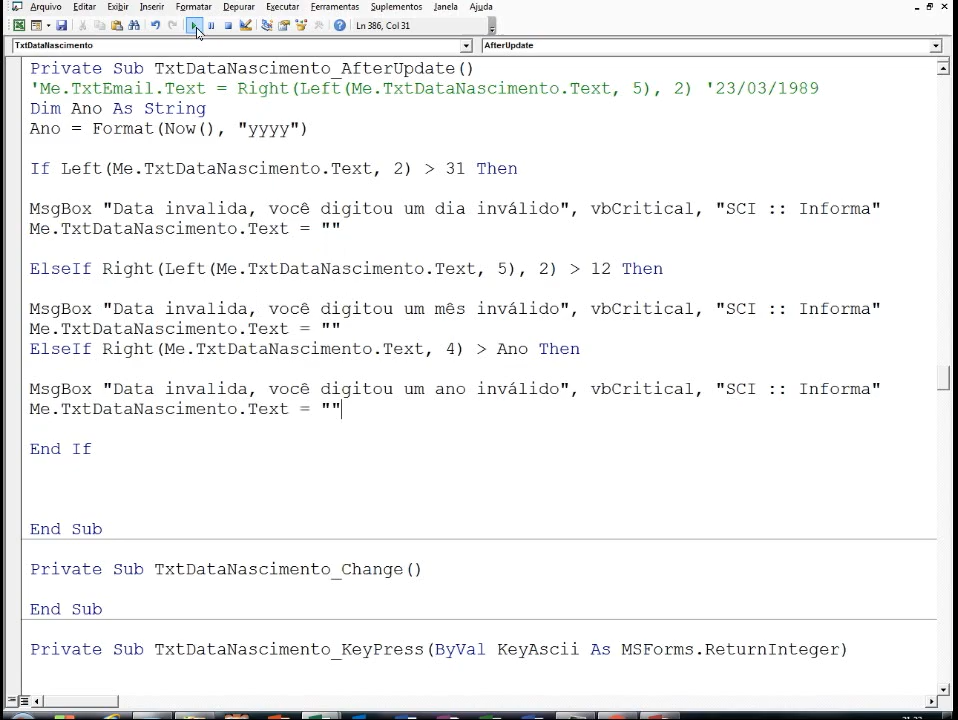 Arquivo Editar Exibir Inserir Formatar Depurar Executar Ferramentas Suplementos Janela Ajuda
Ln 386, Col 31
TxtDataNascimento AfterUpdate
Private Sub TxtDataNascimento_AfterUpdate()
'Me.TxtEmail.Text = Right(Left(Me.TxtDataNascimento.Text, 5), 2) '23/03/1989
Dim Ano As String
Ano = Format(Now(), "yyyy")
If Left(Me.TxtDataNascimento.Text, 2) > 31 Then
MsgBox "Data invalida, você digitou um dia inválido", vbCritical, "SCI :: Informa"
Me.TxtDataNascimento.Text = ""
ElseIf Right(Left(Me.TxtDataNascimento.Text, 5), 2) > 12 Then
MsgBox "Data invalida, você digitou um mês inválido", vbCritical, "SCI :: Informa"
Me.TxtDataNascimento.Text = ""
ElseIf Right(Me.TxtDataNascimento.Text, 4) > Ano Then
MsgBox "Data invalida, você digitou um ano inválido", vbCritical, "SCI :: Informa"
Me.TxtDataNascimento.Text = ""
End If
End Sub
Private Sub TxtDataNascimento_Change()
End Sub
Private Sub TxtDataNascimento_KeyPress(ByVal KeyAscii As MSForms.ReturnInteger)